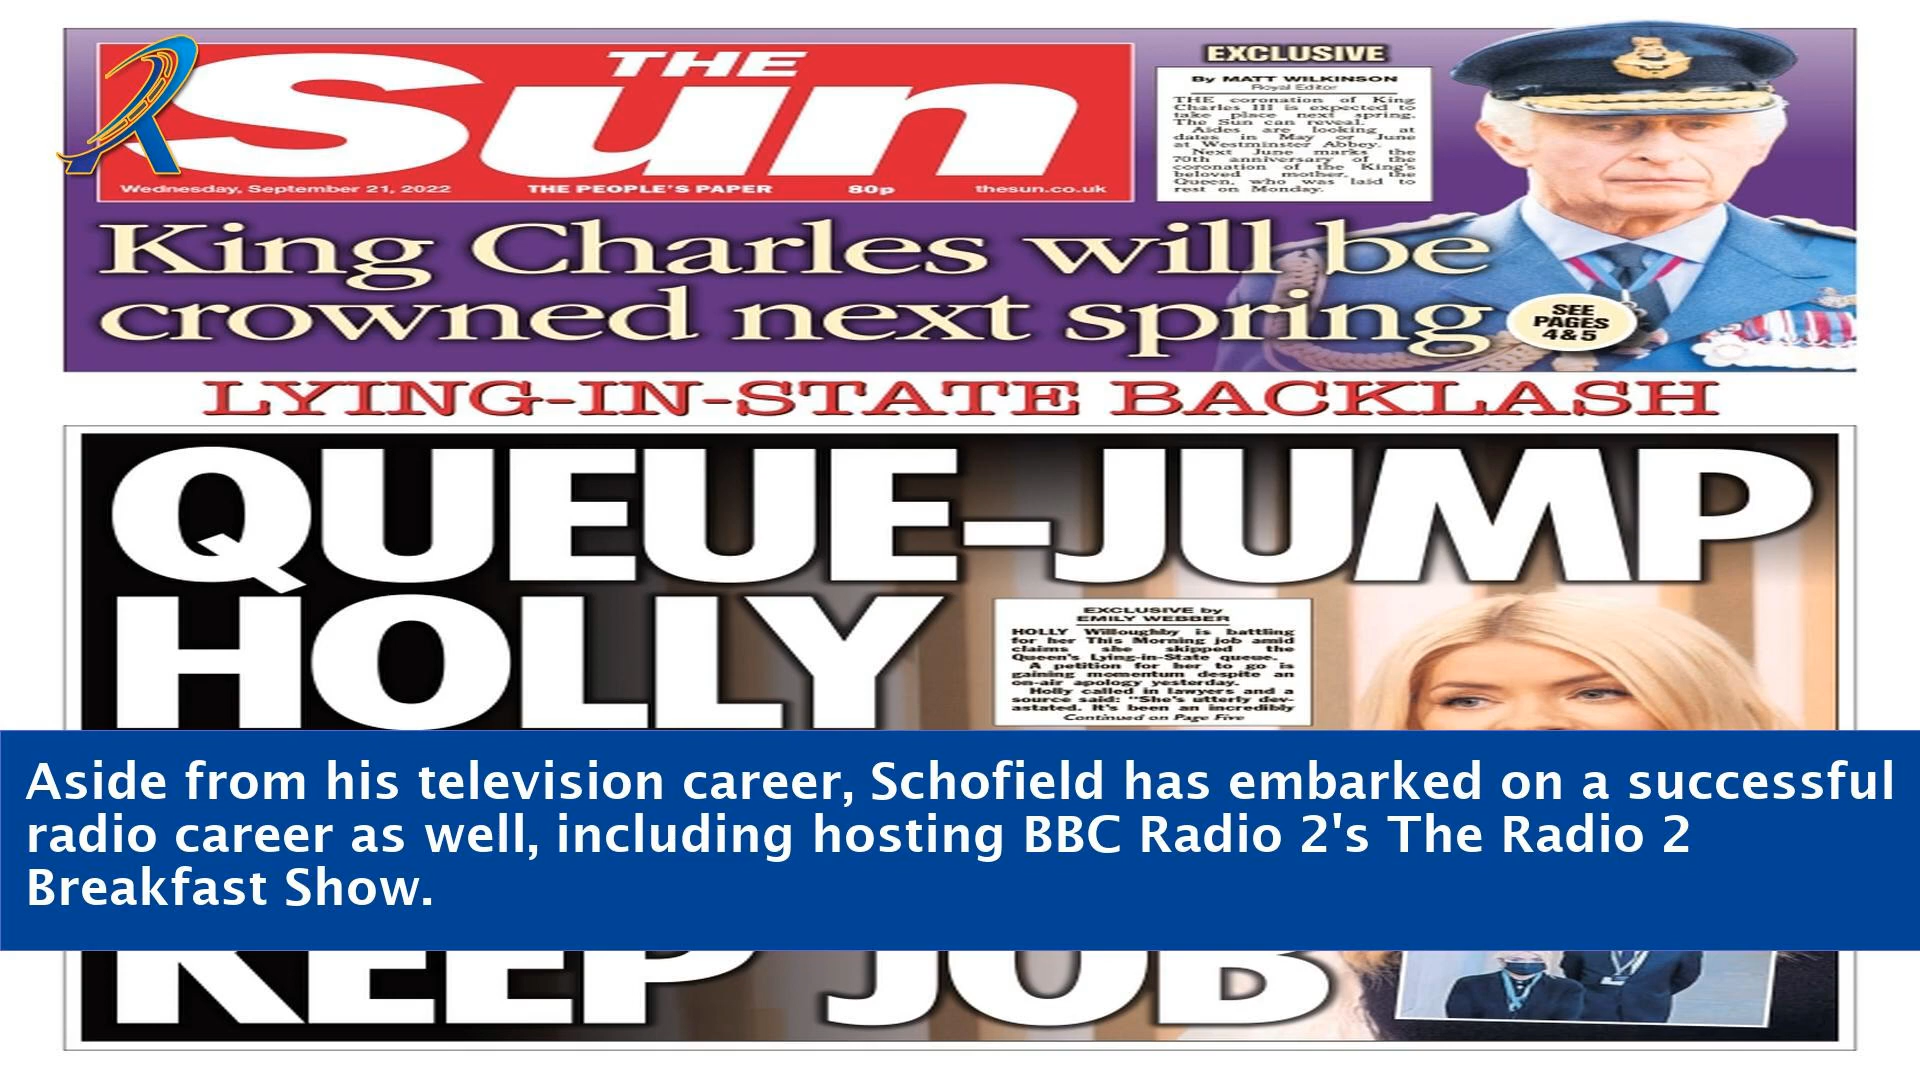 THE
Sun
Wednesday, September 21, 2022
THE PEOPLE'S PAPER
80p
thesun.co.uk
EXCLUSIVE
By MATT WILKINSON
Royal Editor
THE coronation of King
Charles III is expected to
take place next spring,
The Sun can reveal.
Aides are looking at
dates in May or June
at Westminster Abbey.
Next June marks the
70th anniversary of the
coronation of the King's
beloved mother, the
Queen, who was laid to
rest on Monday.
King Charles will be
crowned next spring
SEE
PAGES
4&5
LYING-IN-STATE BACKLASH
QUEUE-JUMP
HOLLY
EXCLUSIVE by
EMILY WEBBER
HOLLY Willoughby is battling
for her This Morning job amid
claims she skipped the
Queen's Lying-in-State queue.
A petition for her to go is
gaining momentum despite an
on-air apology yesterday.
Holly called in lawyers and a
source said: "She's utterly dev-
astated. It's been an incredibly
Continued on Page Five
Aside from his television career, Schofield has embarked on a successful
radio career as well, including hosting BBC Radio 2's The Radio 2
Breakfast Show.
KEEP JOB